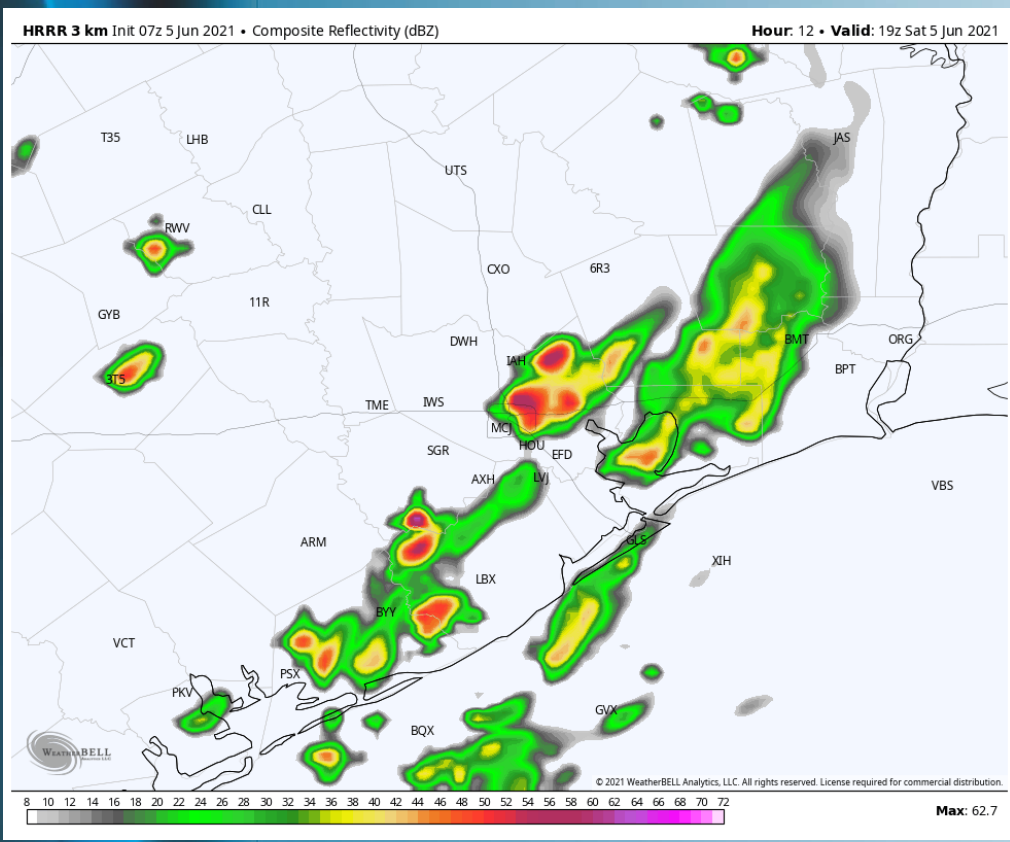 HRRR 3 km Init 07z 5 Jun 2021 • Composite Reflectivity (dBZ)
Hour: 12 • Valid: 19z Sat 5 Jun 2021
T35
LHB
JAS
UTS
CLL
RWV
CXO
6R3
11R
GYB
DWH
IAH
BMT
ORG
BPT
3T5
TME
IWS
MCJ
HOU
SGR
EFD
AXH
LVJ
VBS
ARM
GLS
XIH
LBX
BYY
VCT
PSX
PKV
GVX
BQX
WEATHERBELL
ANALYTICS LLC
© 2021 WeatherBELL Analytics, LLC. All rights reserved. License required for commercial distribution.
8 10 12 14 16 18 20 22 24 26 28 30 32 34 36 38 40 42 44 46 48 50 52 54 56 58 60 62 64 66 68 70 72
Max: 62.7